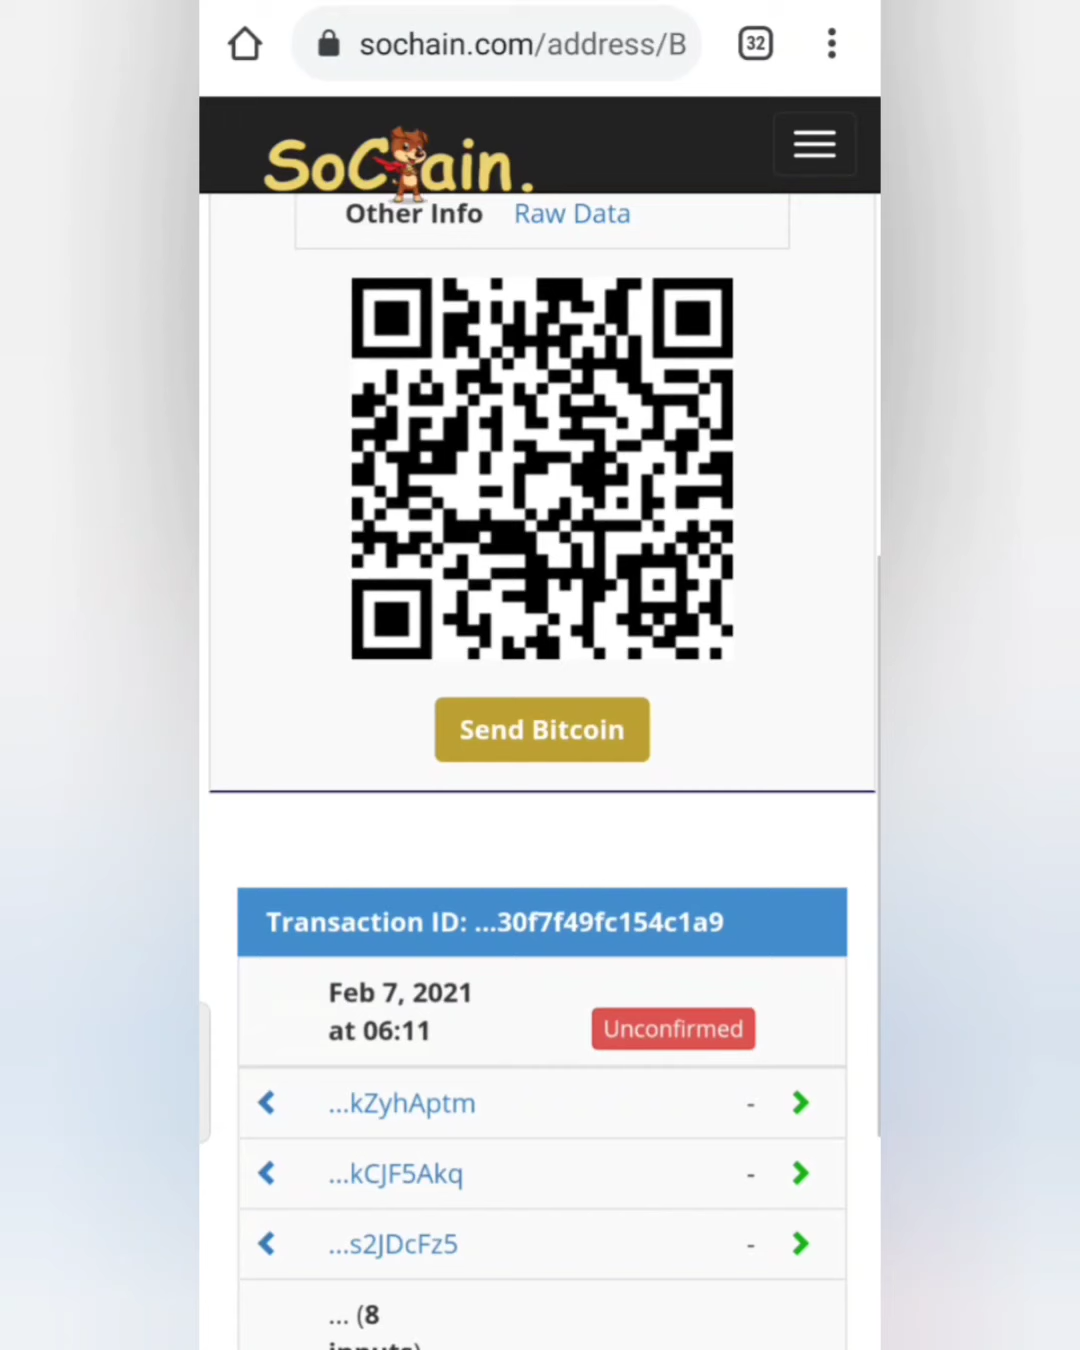 sochain.com/address/B
32
SoChain.
Other Info Raw Data
Send Bitcoin
Transaction ID: ...30f7f49fc154c1a9
Feb 7, 2021
at 06:11
Unconfirmed
...kZyhAptm -
...kCJF5Akq -
...s2JDcFz5 -
... (8
inputs)